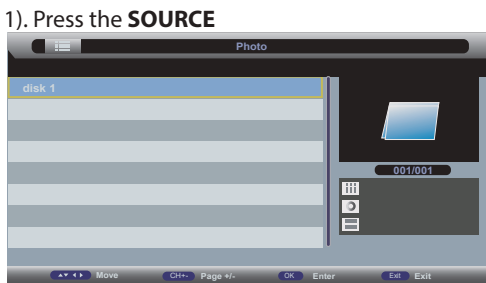 1). Press the SOURCE
Photo
disk 1
001/001
▲▼ ◄► Move CH+- Page +/- OK Enter Exit Exit